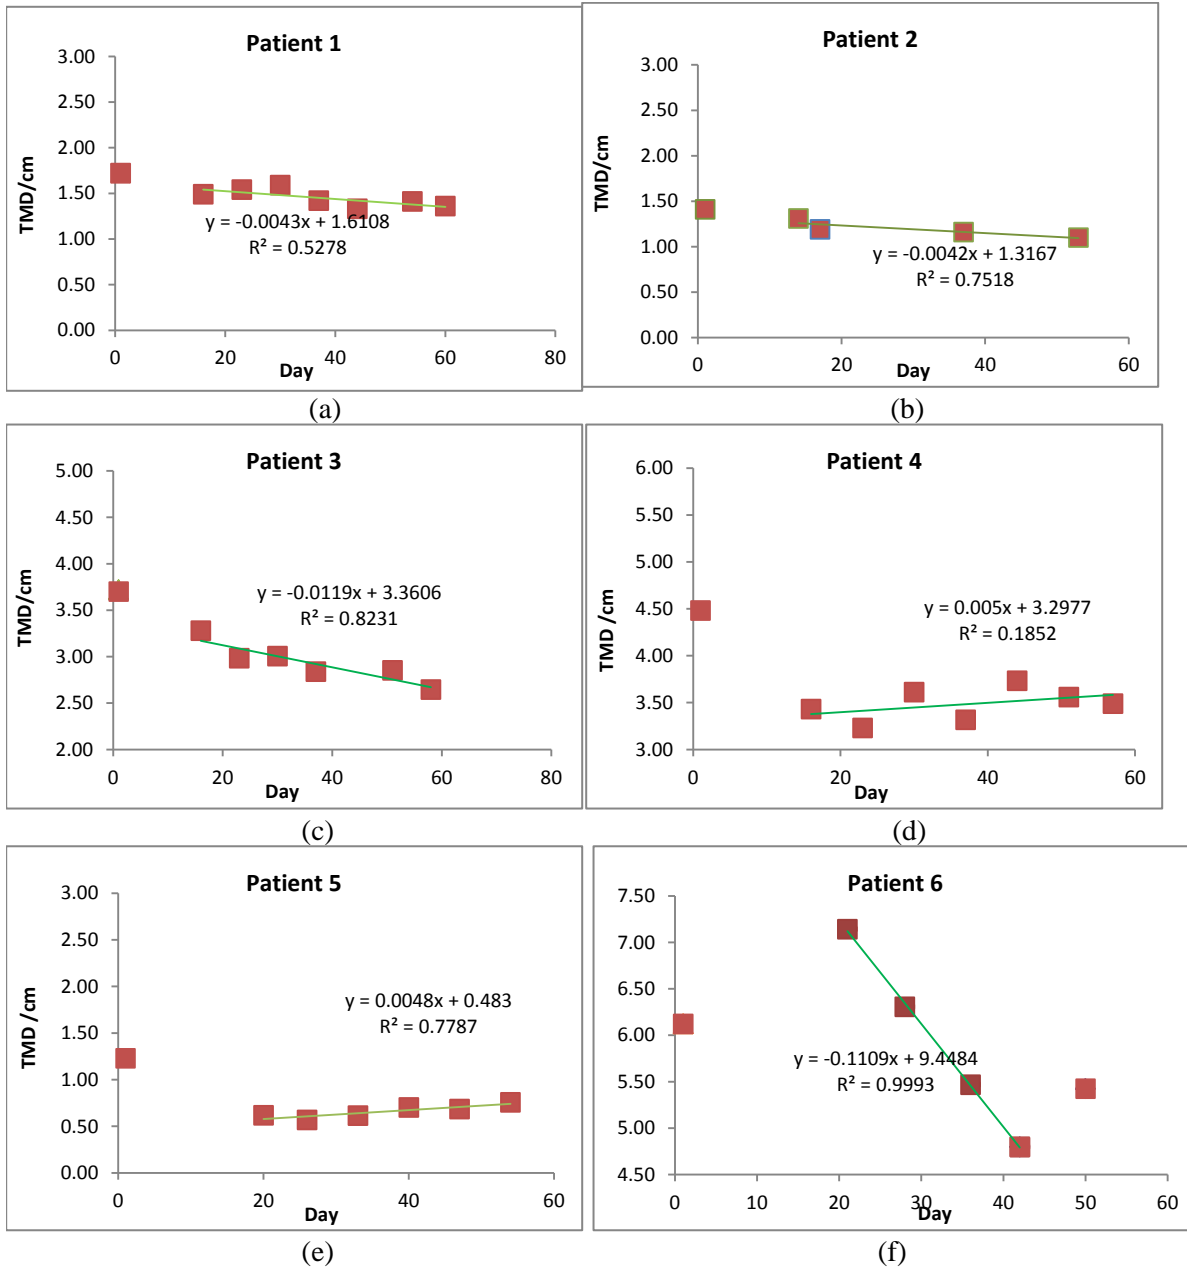 Patient 1
3.00
2.50
2.00
1.50
1.00
0.50
0.00
TMD/cm
y = -0.0043x + 1.6108
R² = 0.5278
0 20 40 60 80
Day
(a)
Patient 2
3.00
2.50
2.00
1.50
1.00
0.50
0.00
TMD/cm
y = -0.0042x + 1.3167
R² = 0.7518
0 20 40 60
Day
(b)
Patient 3
5.00
4.50
4.00
3.50
3.00
2.50
2.00
TMD/cm
y = -0.0119x + 3.3606
R² = 0.8231
0 20 40 60 80
Day
(c)
Patient 4
6.00
5.50
5.00
4.50
4.00
3.50
3.00
TMD /cm
y = 0.005x + 3.2977
R² = 0.1852
0 20 40 60
Day
(d)
Patient 5
3.00
2.50
2.00
1.50
1.00
0.50
0.00
TMD /cm
y = 0.0048x + 0.483
R² = 0.7787
0 20 40 60
Day
(e)
Patient 6
7.50
7.00
6.50
6.00
5.50
5.00
4.50
y = -0.1109x + 9.4484
R² = 0.9993
0 10 20 30 40 50 60
Day
(f)